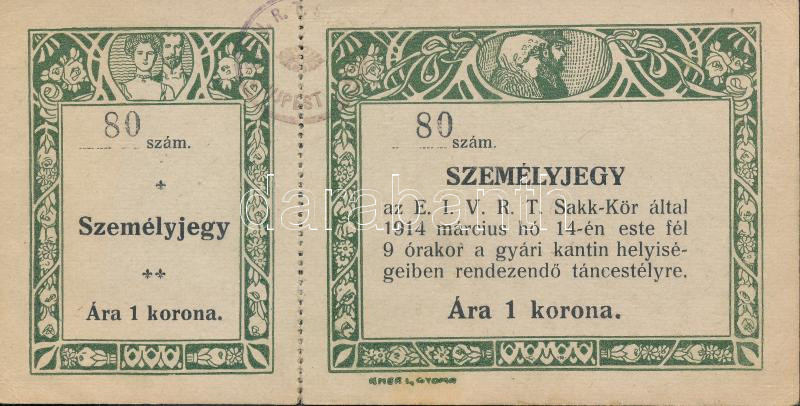 80 szám.
Személyjegy
Ára 1 korona.
80 szám.
SZEMÉLYJEGY
az E. I. V. R. T. Sakk-Kör által
1914 március hó 14-én este fél
9 órakor a gyári kantin helyisé-
geiben rendezendő táncestélyre.
Ára 1 korona.
darabanth